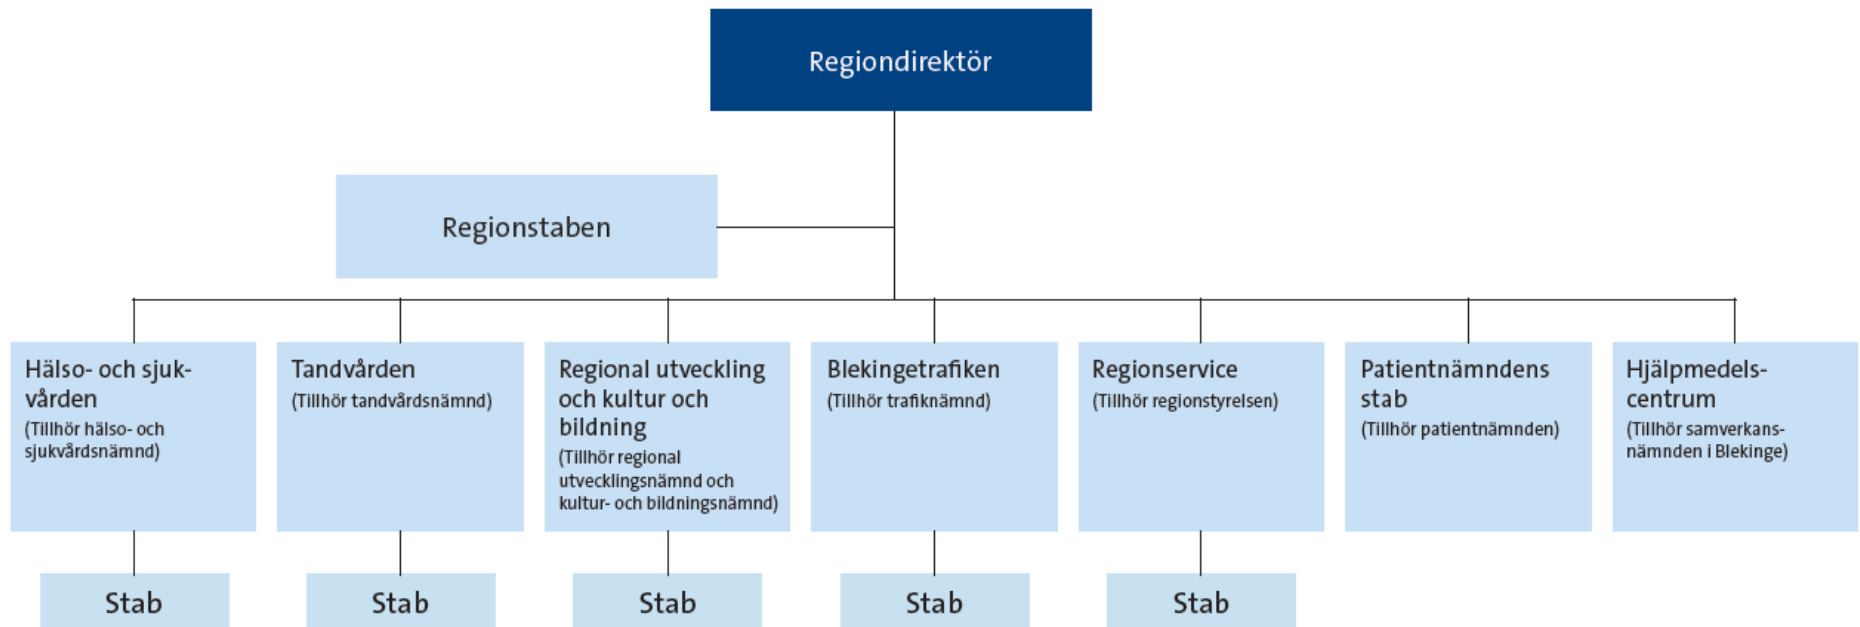 Regiondirektör
Regionstaben
Hälso- och sjuk-
vården
(Tillhör hälso- och
sjukvårdsnämnd)
Tandvården
(Tillhör tandvårdsnämnd)
Regional utveckling
och kultur och
bildning
(Tillhör regional
utvecklingsnämnd och
kultur- och bildningsnämnd)
Blekingetrafiken
(Tillhör trafiknämnd)
Regionservice
(Tillhör regionstyrelsen)
Patientnämndens
stab
(Tillhör patientnämnden)
Hjälpmedels-
centrum
(Tillhör samverkans-
nämnden i Blekinge)
Stab
Stab
Stab
Stab
Stab